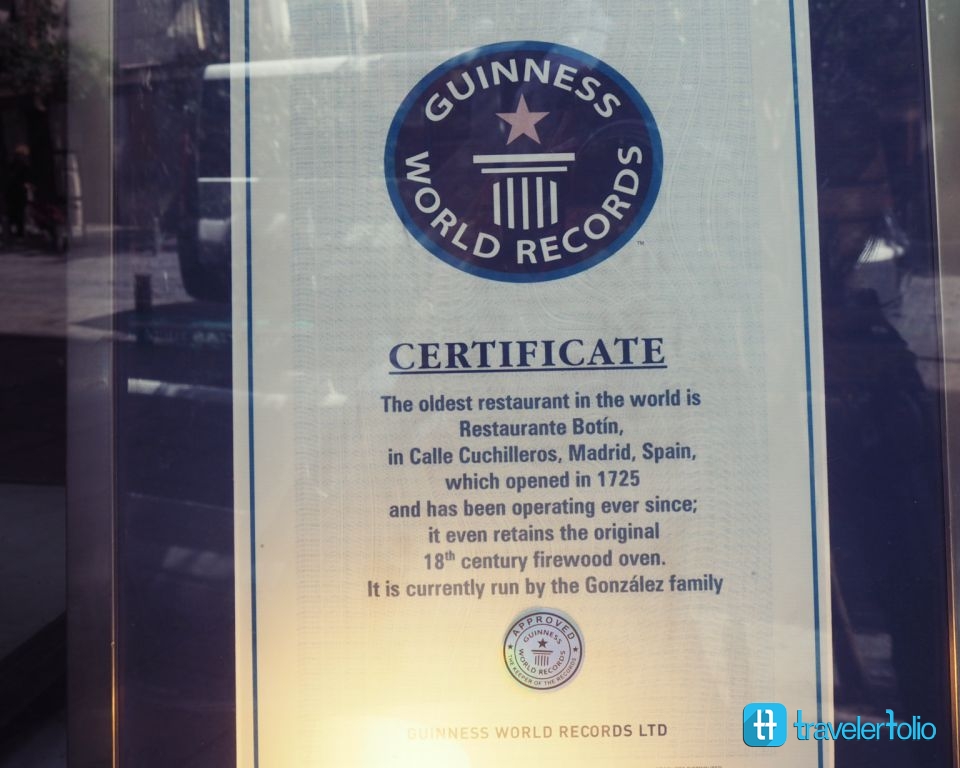 GUINNESS
WORLD RECORDS
™
CERTIFICATE
The oldest restaurant in the world is
Restaurante Botín,
in Calle Cuchilleros, Madrid, Spain,
which opened in 1725
and has been operating ever since;
it even retains the original
18th century firewood oven.
It is currently run by the González family
APPROVED
GUINNESS
WORLD RECORDS
THE KEEPER OF THE RECORDS
GUINNESS WORLD RECORDS LTD
travelerfolio